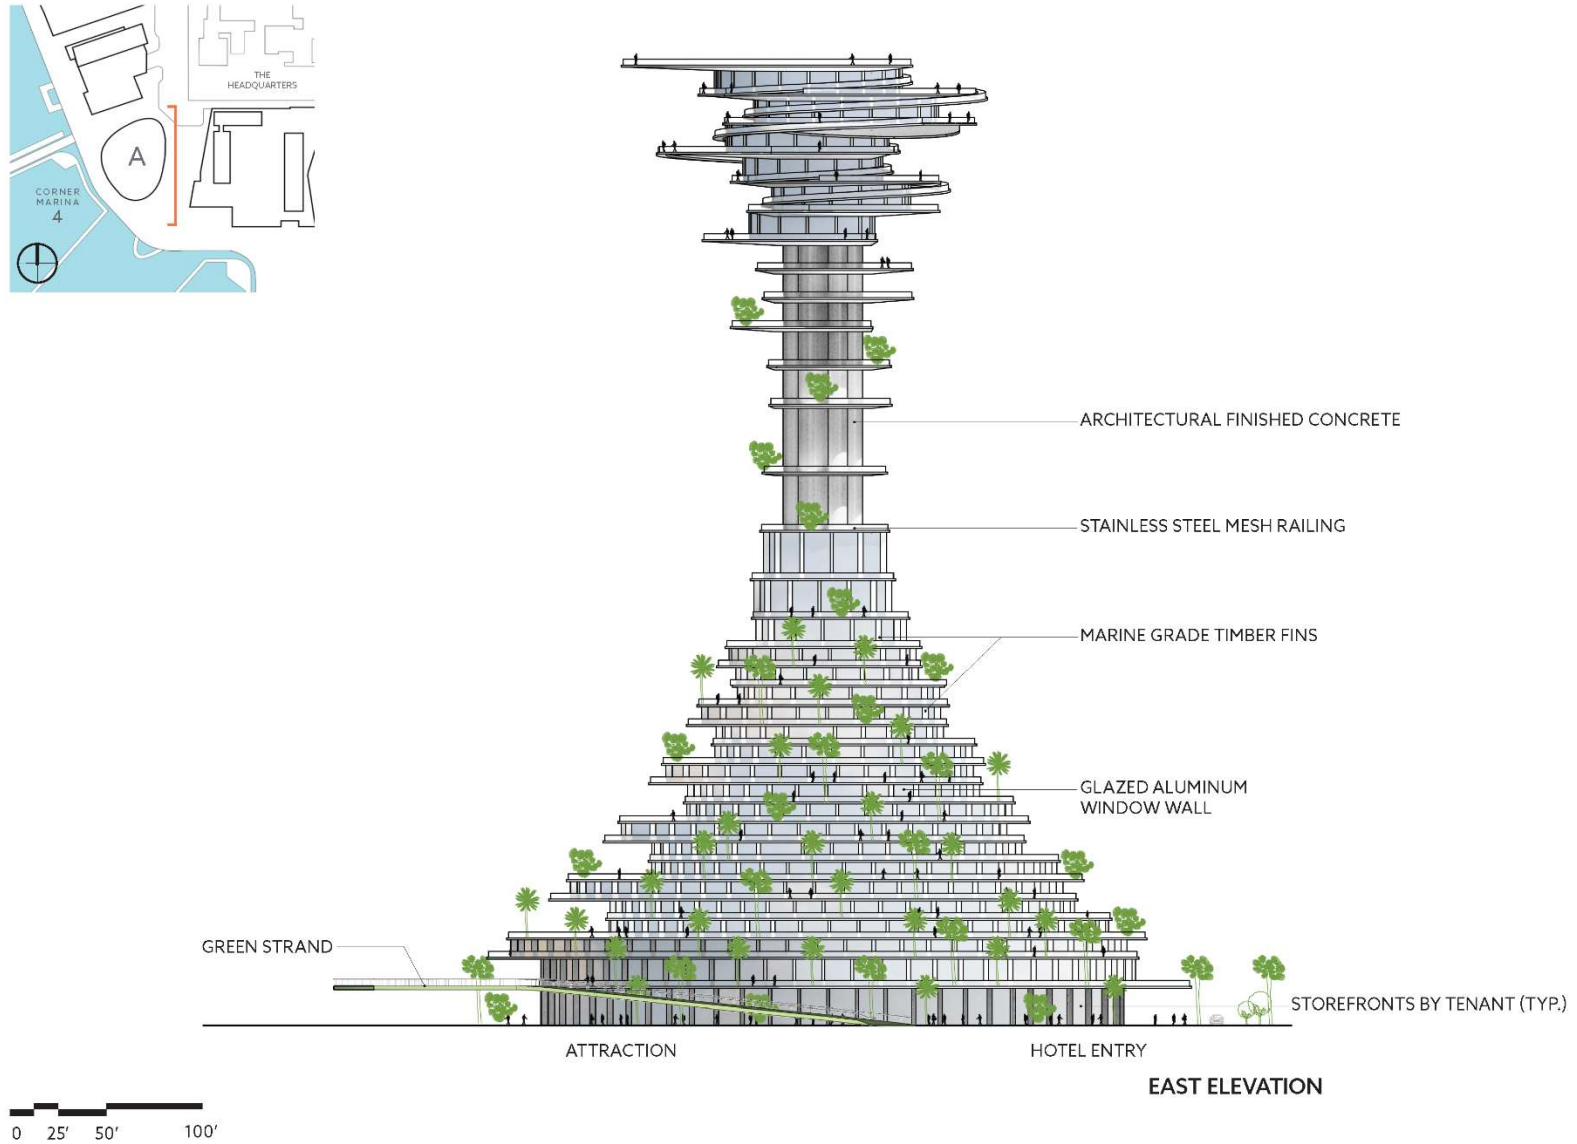 THE
HEADQUARTERS
A
CORNER
MARINA
4
ARCHITECTURAL FINISHED CONCRETE
STAINLESS STEEL MESH RAILING
MARINE GRADE TIMBER FINS
GLAZED ALUMINUM
WINDOW WALL
GREEN STRAND
STOREFRONTS BY TENANT (TYP.)
ATTRACTION
HOTEL ENTRY
EAST ELEVATION
0 25' 50' 100'